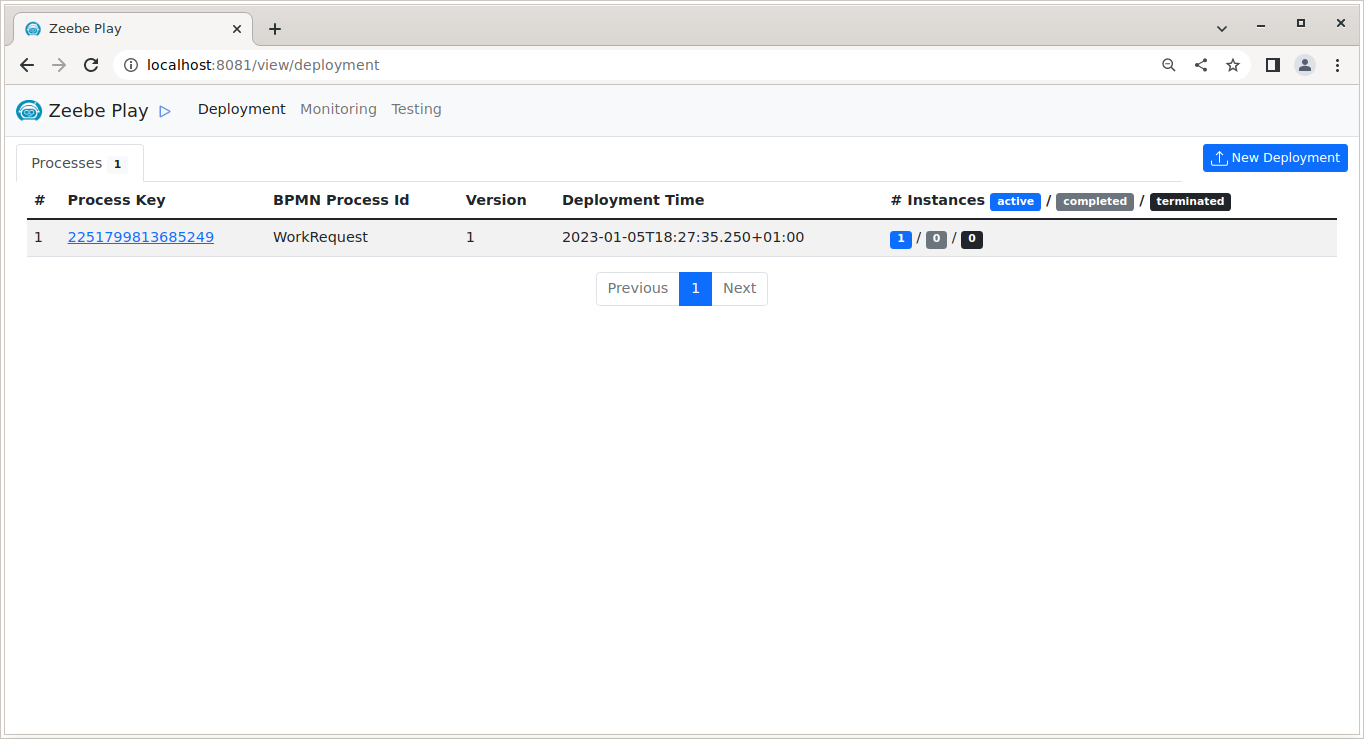 Zeebe Play
localhost:8081/view/deployment
Zeebe Play Deployment Monitoring Testing
Processes 1 New Deployment
# Process Key BPMN Process Id Version Deployment Time # Instances active / completed / terminated
1 2251799813685249 WorkRequest 1 2023-01-05T18:27:35.250+01:00 1 / 0 / 0
Previous 1 Next